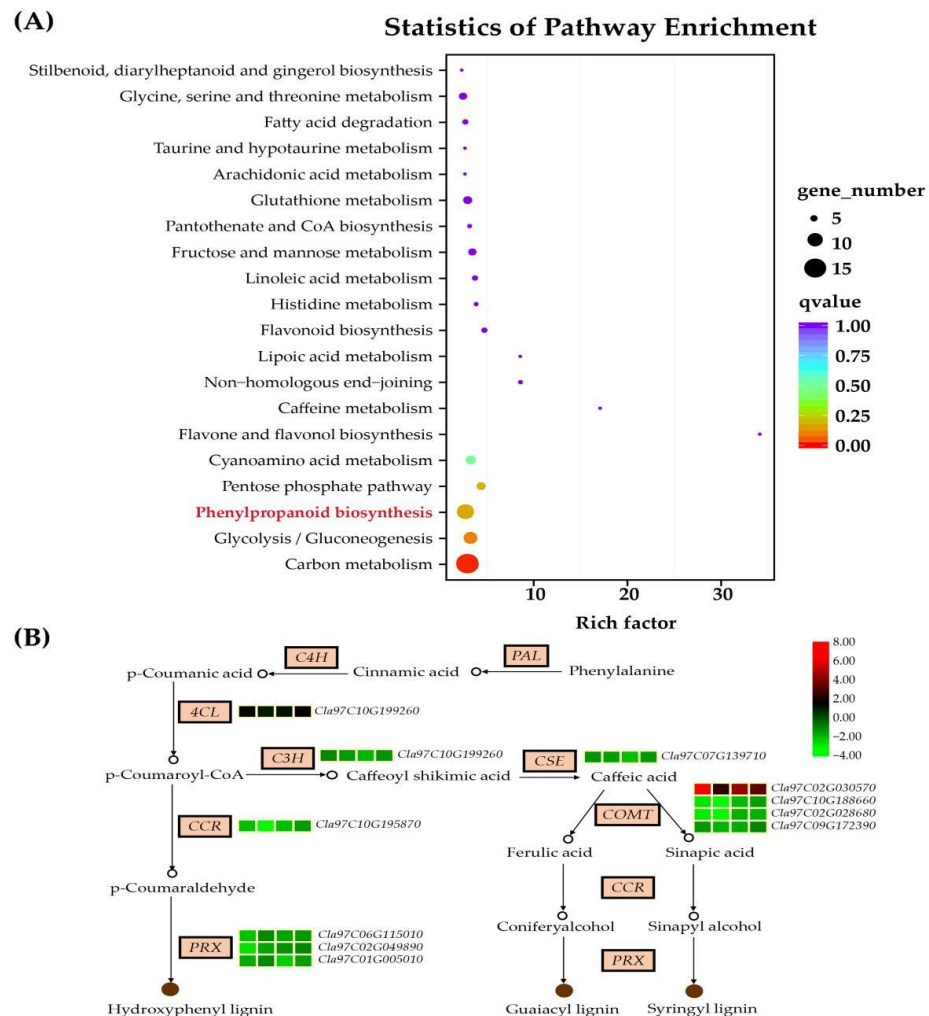 (A)
Statistics of Pathway Enrichment
Stilbenoid, diarylheptanoid and gingerol biosynthesis
Glycine, serine and threonine metabolism
Fatty acid degradation
Taurine and hypotaurine metabolism
Arachidonic acid metabolism
Glutathione metabolism
Pantothenate and CoA biosynthesis
Fructose and mannose metabolism
Linoleic acid metabolism
Histidine metabolism
Flavonoid biosynthesis
Lipoic acid metabolism
Non−homologous end−joining
Caffeine metabolism
Flavone and flavonol biosynthesis
Cyanoamino acid metabolism
Pentose phosphate pathway
Phenylpropanoid biosynthesis
Glycolysis / Gluconeogenesis
Carbon metabolism
10 20 30
Rich factor
gene_number
5
10
15
qvalue
1.00
0.75
0.50
0.25
0.00
(B)
p-Coumanic acid C4H Cinnamic acid PAL Phenylalanine
8.00
6.00
4.00
2.00
0.00
−2.00
−4.00
4CL Cla97C10G199260
p-Coumaroyl-CoA C3H Cla97C10G199260 Caffeoyl shikimic acid CSE Cla97C07G139710 Caffeic acid
Cla97C02G030570
Cla97C10G188660
Cla97C02G028680
Cla97C09G172390
CCR Cla97C10G195870 COMT
Ferulic acid Sinapic acid
p-Coumaraldehyde CCR
Coniferyalcohol Sinapyl alcohol
PRX Cla97C06G115010
Cla97C02G049890
Cla97C01G005010
PRX
Hydroxyphenyl lignin Guaiacyl lignin Syringyl lignin